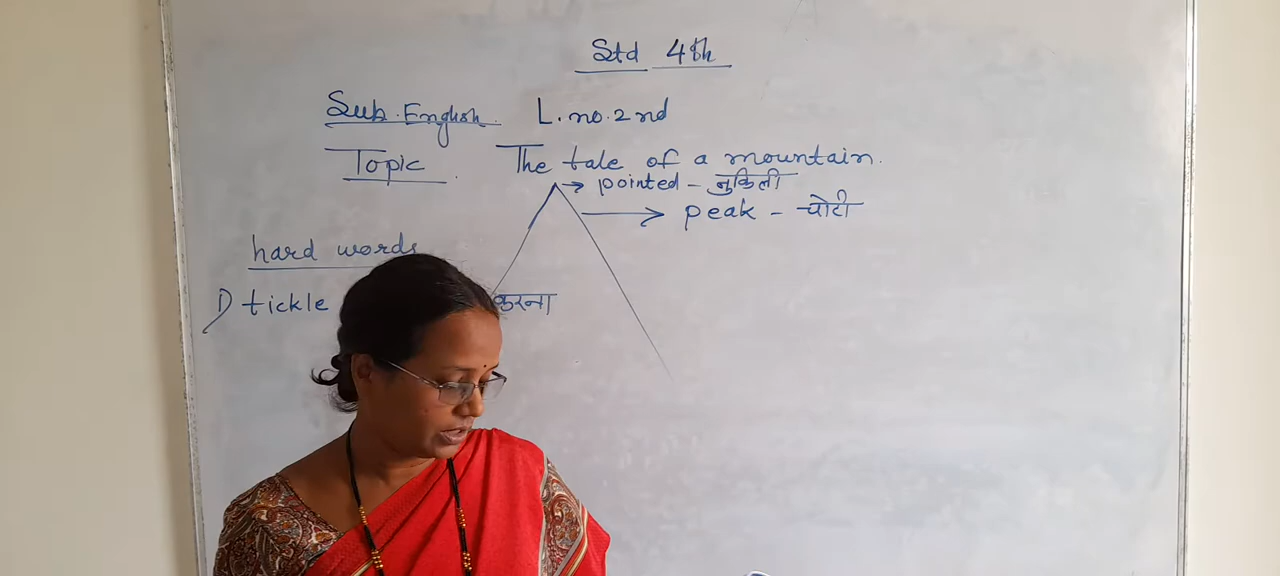 Std 4th
Sub. English. L. no. 2nd
Topic. The tale of a mountain.
→ pointed - नुकिली
→ peak - चोटी
hard words
1) tickle करना